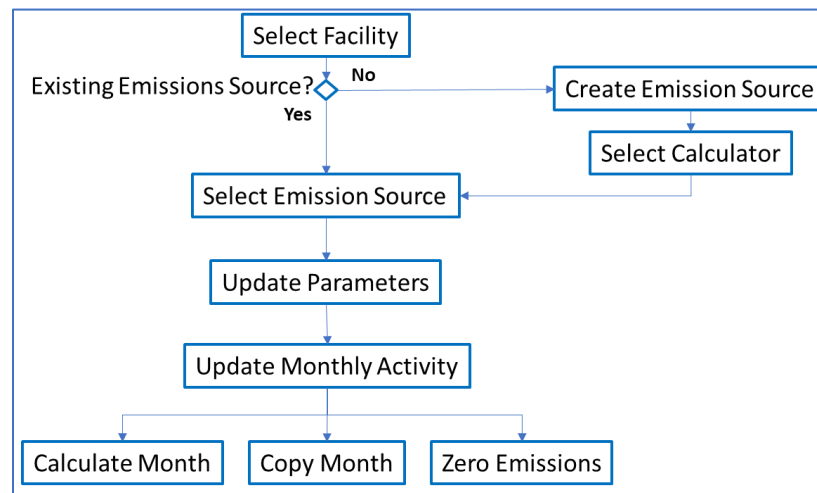 Select Facility
No
Existing Emissions Source?
Create Emission Source
Yes
Select Calculator
Select Emission Source
Update Parameters
Update Monthly Activity
Calculate Month
Copy Month
Zero Emissions